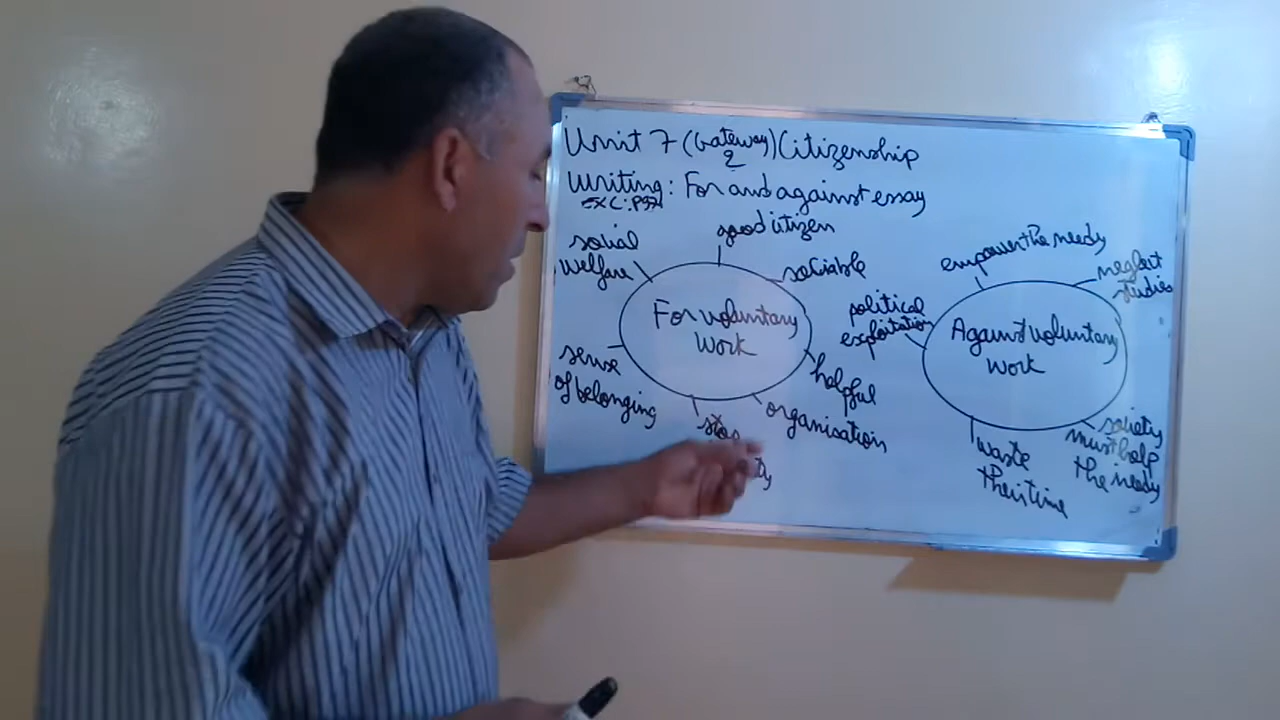 Unit 7 (Gateway 2) Citizenship
Writing: For and against essay
EXC: P97
good citizen
social
welfare
sociable
For voluntary
work
sense
of belonging
helpful
organisation
empower the needy
neglect
studies
political
exploitation
Against voluntary
work
waste
their time
society
must help
the needy